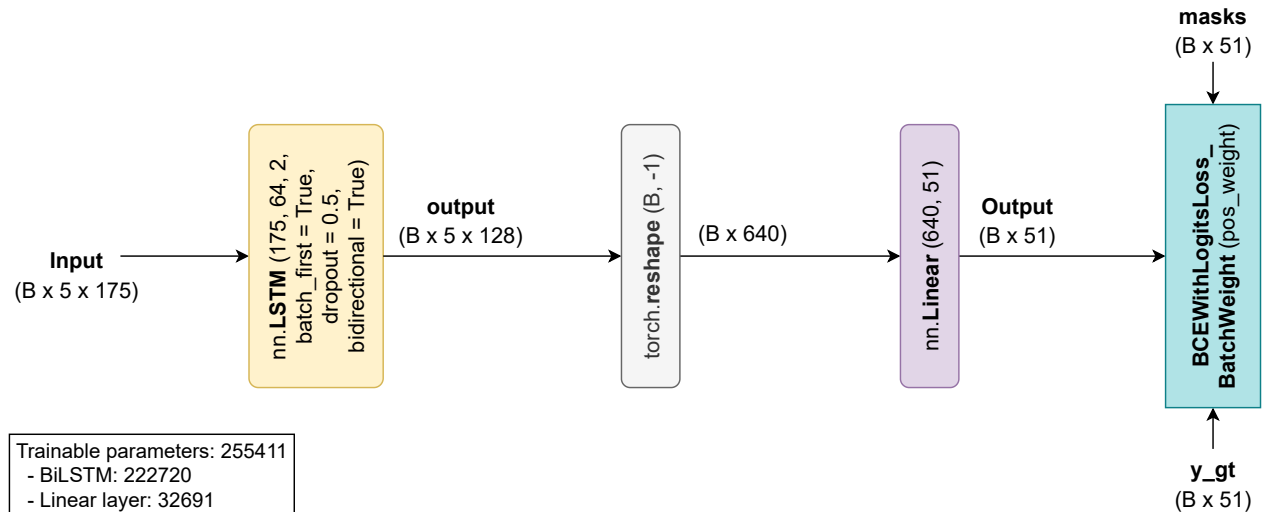 masks
(B x 51)
Input
(B x 5 x 175)
nn.LSTM (175, 64, 2,
batch_first = True,
dropout = 0.5,
bidirectional = True)
output
(B x 5 x 128)
torch.reshape (B, -1)
(B x 640)
nn.Linear (640, 51)
Output
(B x 51)
BCEWithLogitsLoss_
BatchWeight (pos_weight)
y_gt
(B x 51)
Trainable parameters: 255411
- BiLSTM: 222720
- Linear layer: 32691